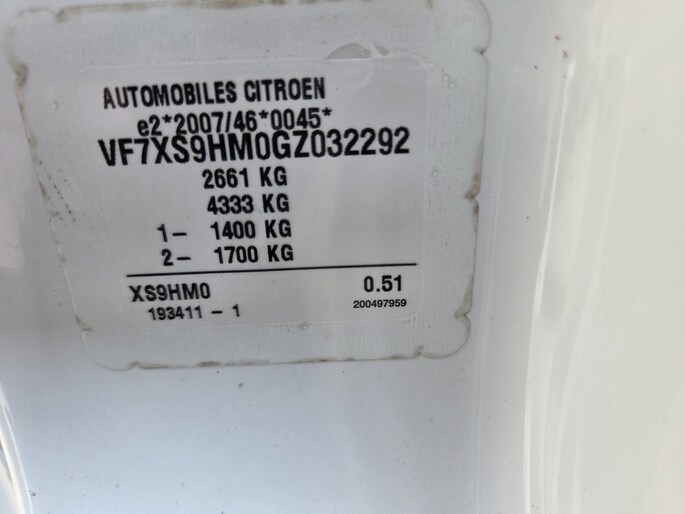 AUTOMOBILES CITROEN
e2*2007/46*0045*
VF7XS9HM0GZ032292
2661 KG
4333 KG
1- 1400 KG
2- 1700 KG
XS9HM0 0.51
193411 - 1 200497959